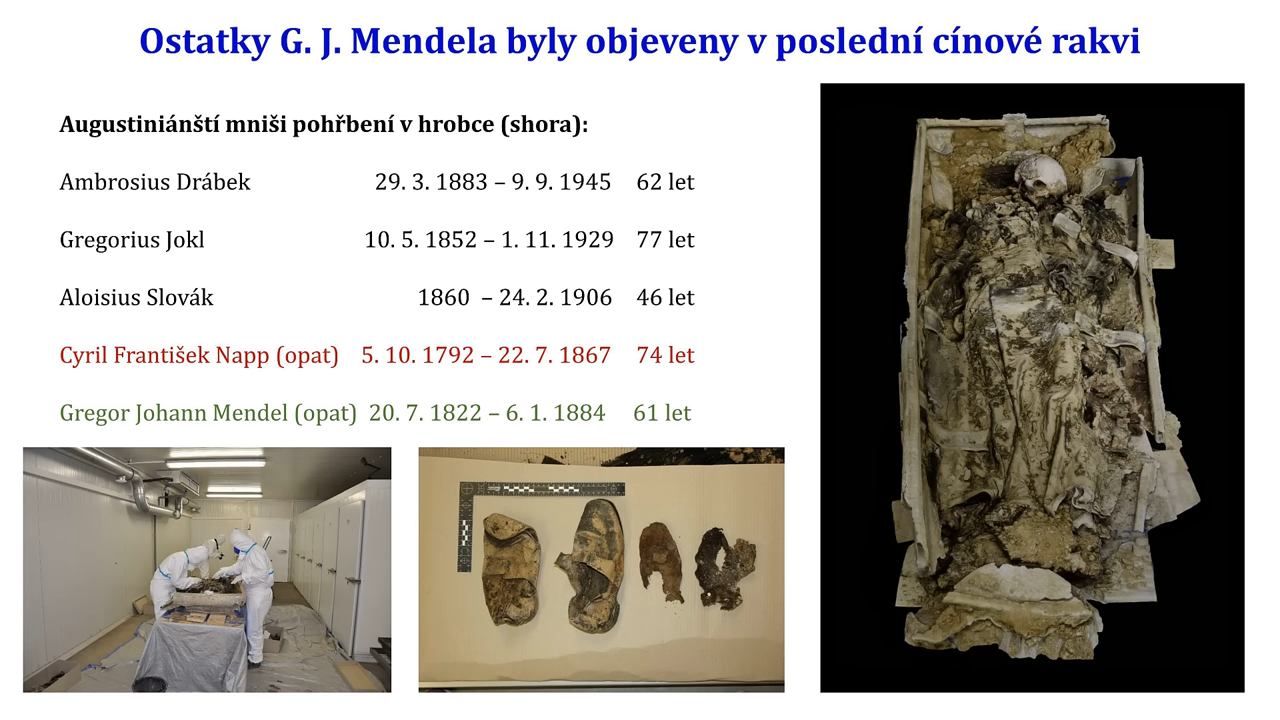 Ostatky G. J. Mendela byly objeveny v poslední cínové rakvi
Augustiniánští mniši pohřbení v hrobce (shora):
Ambrosius Drábek 29. 3. 1883 – 9. 9. 1945 62 let
Gregorius Jokl 10. 5. 1852 – 1. 11. 1929 77 let
Aloisius Slovák 1860 – 24. 2. 1906 46 let
Cyril František Napp (opat) 5. 10. 1792 – 22. 7. 1867 74 let
Gregor Johann Mendel (opat) 20. 7. 1822 – 6. 1. 1884 61 let